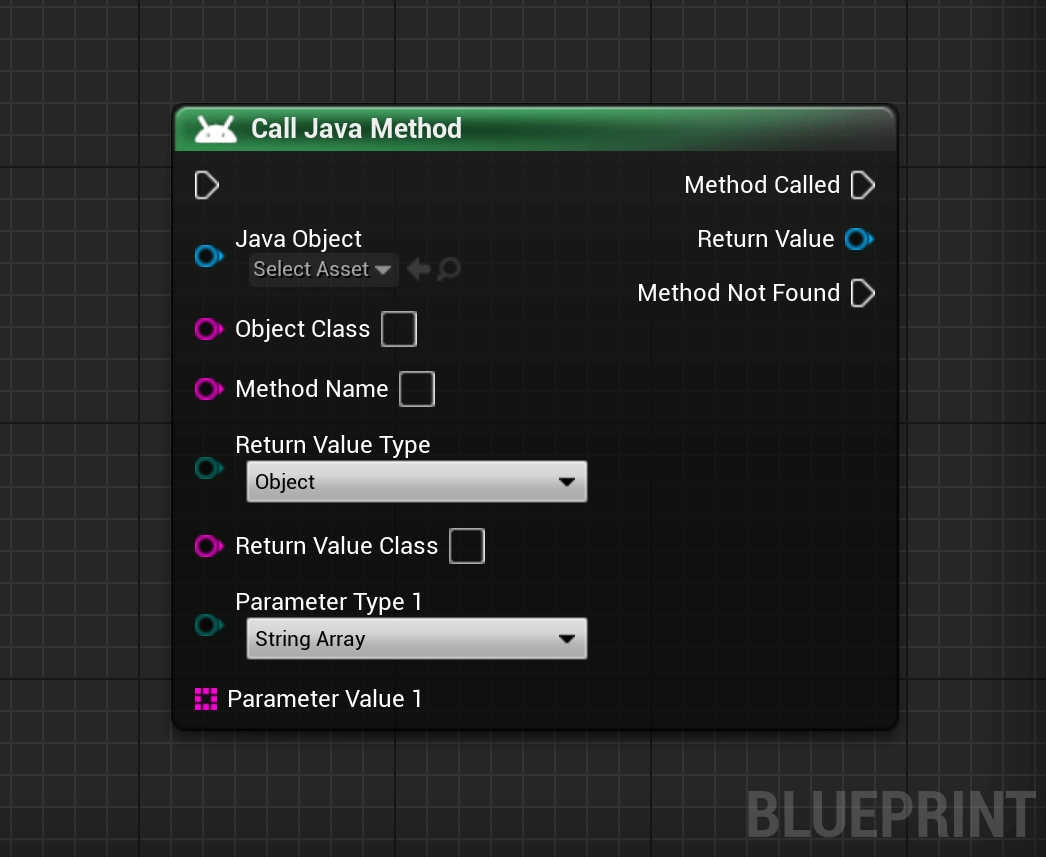 Call Java Method
Method Called
Java Object
Select Asset
Return Value
Method Not Found
Object Class
Method Name
Return Value Type
Object
Return Value Class
Parameter Type 1
String Array
Parameter Value 1
BLUEPRINT